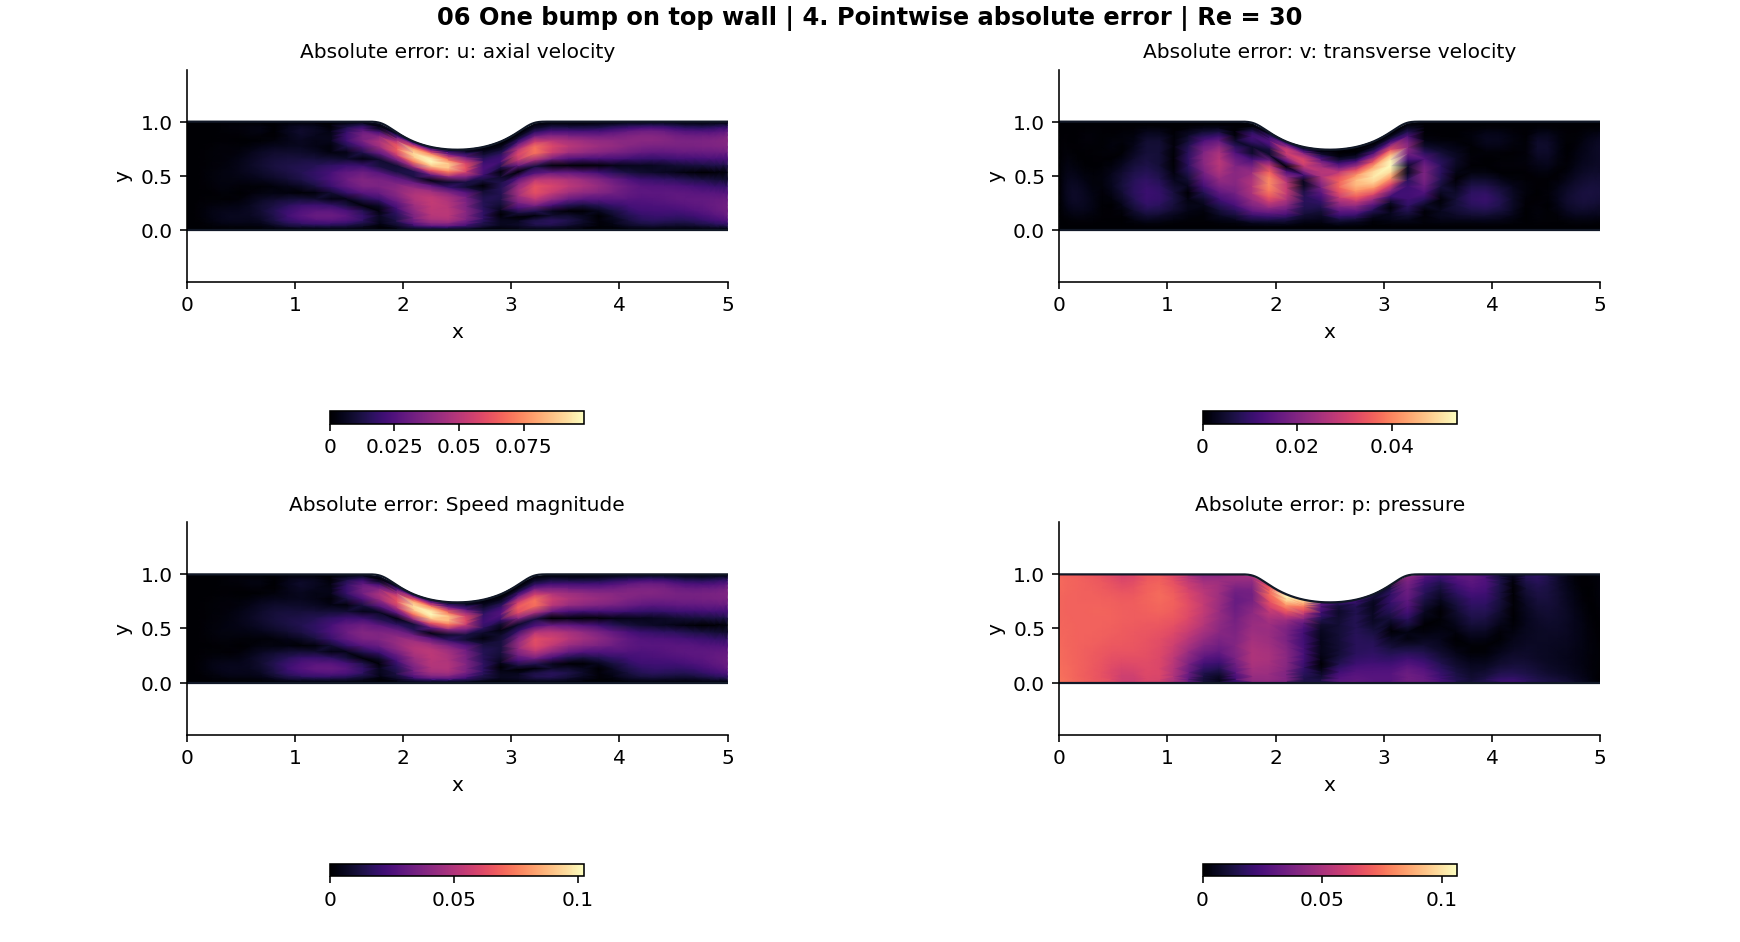 06 One bump on top wall | 4. Pointwise absolute error | Re = 30
Absolute error: u: axial velocity
1.0
0.5
0.0
y
0 1 2 3 4 5
x
0 0.025 0.05 0.075
Absolute error: v: transverse velocity
1.0
0.5
0.0
y
0 1 2 3 4 5
x
0 0.02 0.04
Absolute error: Speed magnitude
1.0
0.5
0.0
y
0 1 2 3 4 5
x
0 0.05 0.1
Absolute error: p: pressure
1.0
0.5
0.0
y
0 1 2 3 4 5
x
0 0.05 0.1